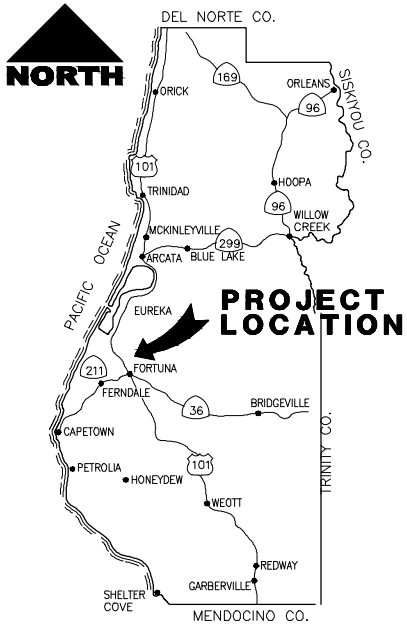 DEL NORTE CO.
NORTH
169
ORLEANS
SISKIYOU CO.
ORICK
96
101
HOOPA
TRINIDAD
96
WILLOW
CREEK
MCKINLEYVILLE
299
ARCATA
BLUE LAKE
PACIFIC OCEAN
EUREKA
PROJECT
LOCATION
211
FORTUNA
FERNDALE
36
BRIDGEVILLE
CAPETOWN
TRINITY CO.
101
PETROLIA
HONEYDEW
WEOTT
REDWAY
GARBERVILLE
SHELTER
COVE
MENDOCINO CO.